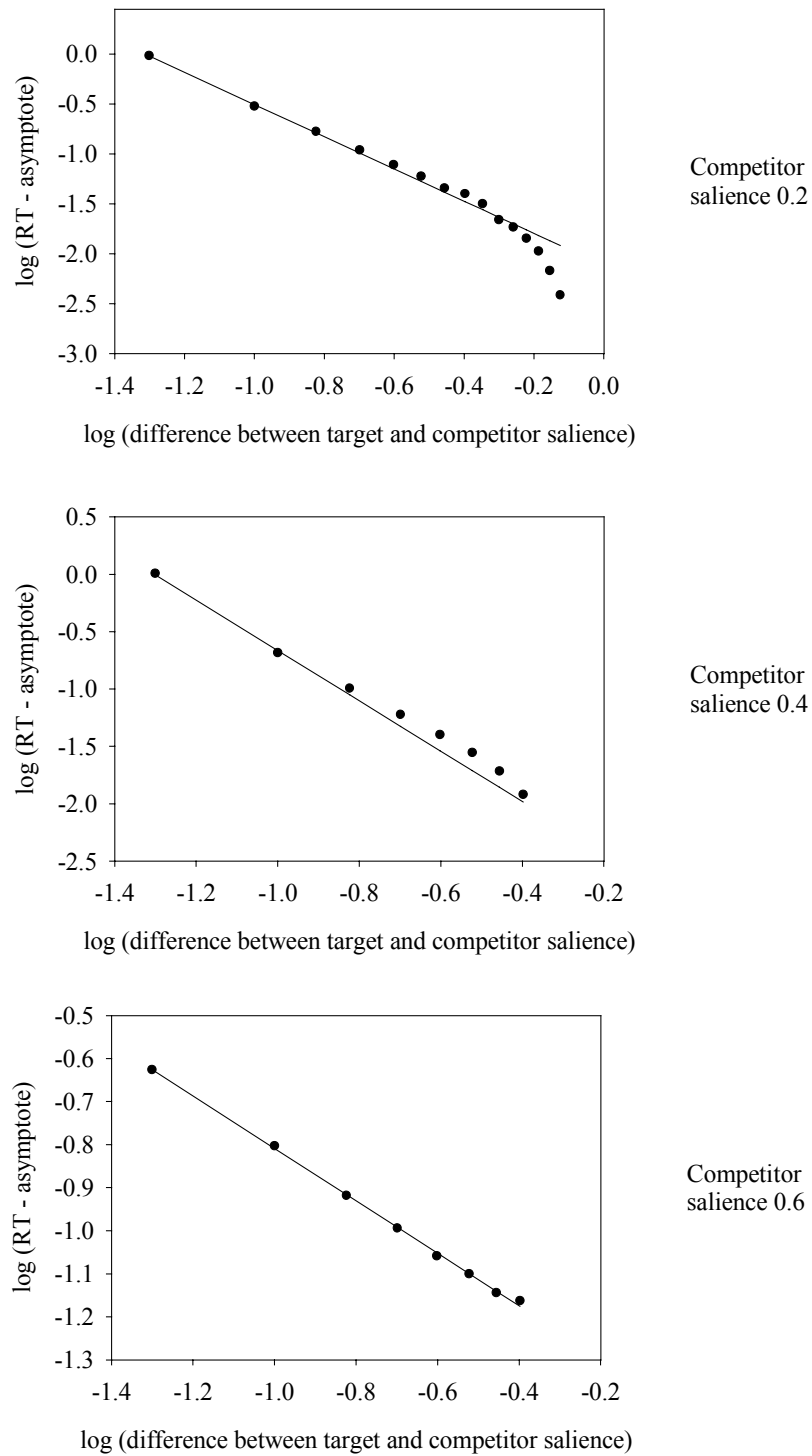 0.0
-0.5
-1.0
-1.5
-2.0
-2.5
-3.0
log (RT - asymptote)
-1.4 -1.2 -1.0 -0.8 -0.6 -0.4 -0.2 0.0
log (difference between target and competitor salience)
Competitor
salience 0.2
0.5
0.0
-0.5
-1.0
-1.5
-2.0
-2.5
log (RT - asymptote)
-1.4 -1.2 -1.0 -0.8 -0.6 -0.4 -0.2
log (difference between target and competitor salience)
Competitor
salience 0.4
-0.5
-0.6
-0.7
-0.8
-0.9
-1.0
-1.1
-1.2
-1.3
log (RT - asymptote)
-1.4 -1.2 -1.0 -0.8 -0.6 -0.4 -0.2
log (difference between target and competitor salience)
Competitor
salience 0.6